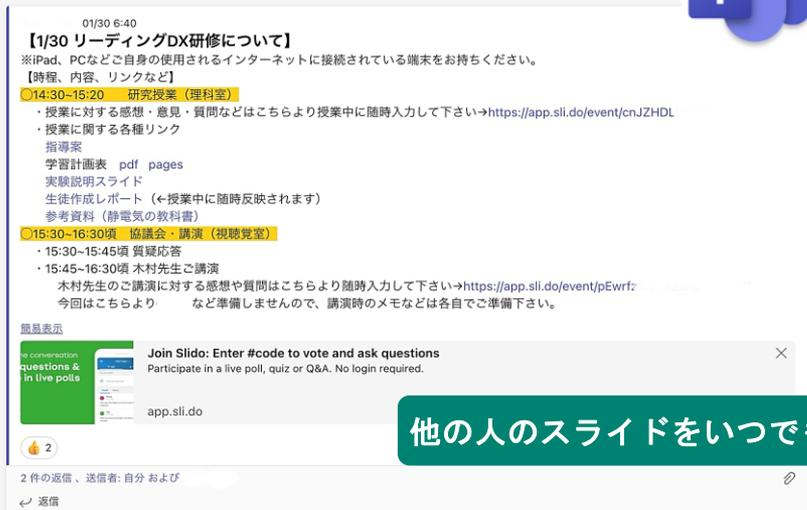 01/30 6:40
【1/30 リーディングDX研修について】
※iPad、PCなどご自身の使用されるインターネットに接続されている端末をお持ちください。
【時程、内容、リンクなど】
〇14:30~15:20 研究授業（理科室）
・授業に対する感想・意見・質問などはこちらより授業中に随時入力して下さい→https://app.sli.do/event/cnJZHDL
・授業に関する各種リンク
指導案
学習計画表 pdf pages
実験説明スライド
生徒作成レポート（←授業中に随時反映されます）
参考資料（静電気の教科書）
〇15:30~16:30頃 協議会・講演（視聴覚室）
・15:30~15:45頃 質疑応答
・15:45~16:30頃 木村先生ご講演
木村先生のご講演に対する感想や質問はこちらより随時入力して下さい→https://app.sli.do/event/pEwrfz
今回はこちらより など準備しませんので、講演時のメモなどは各自でご準備下さい。
簡易表示
he conversation
questions &
in live polls
Join Slido: Enter #code to vote and ask questions
Participate in a live poll, quiz or Q&A. No login required.
app.sli.do
他の人のスライドをいつで
👍 2
2 件の返信 、送信者: 自分 および
返信